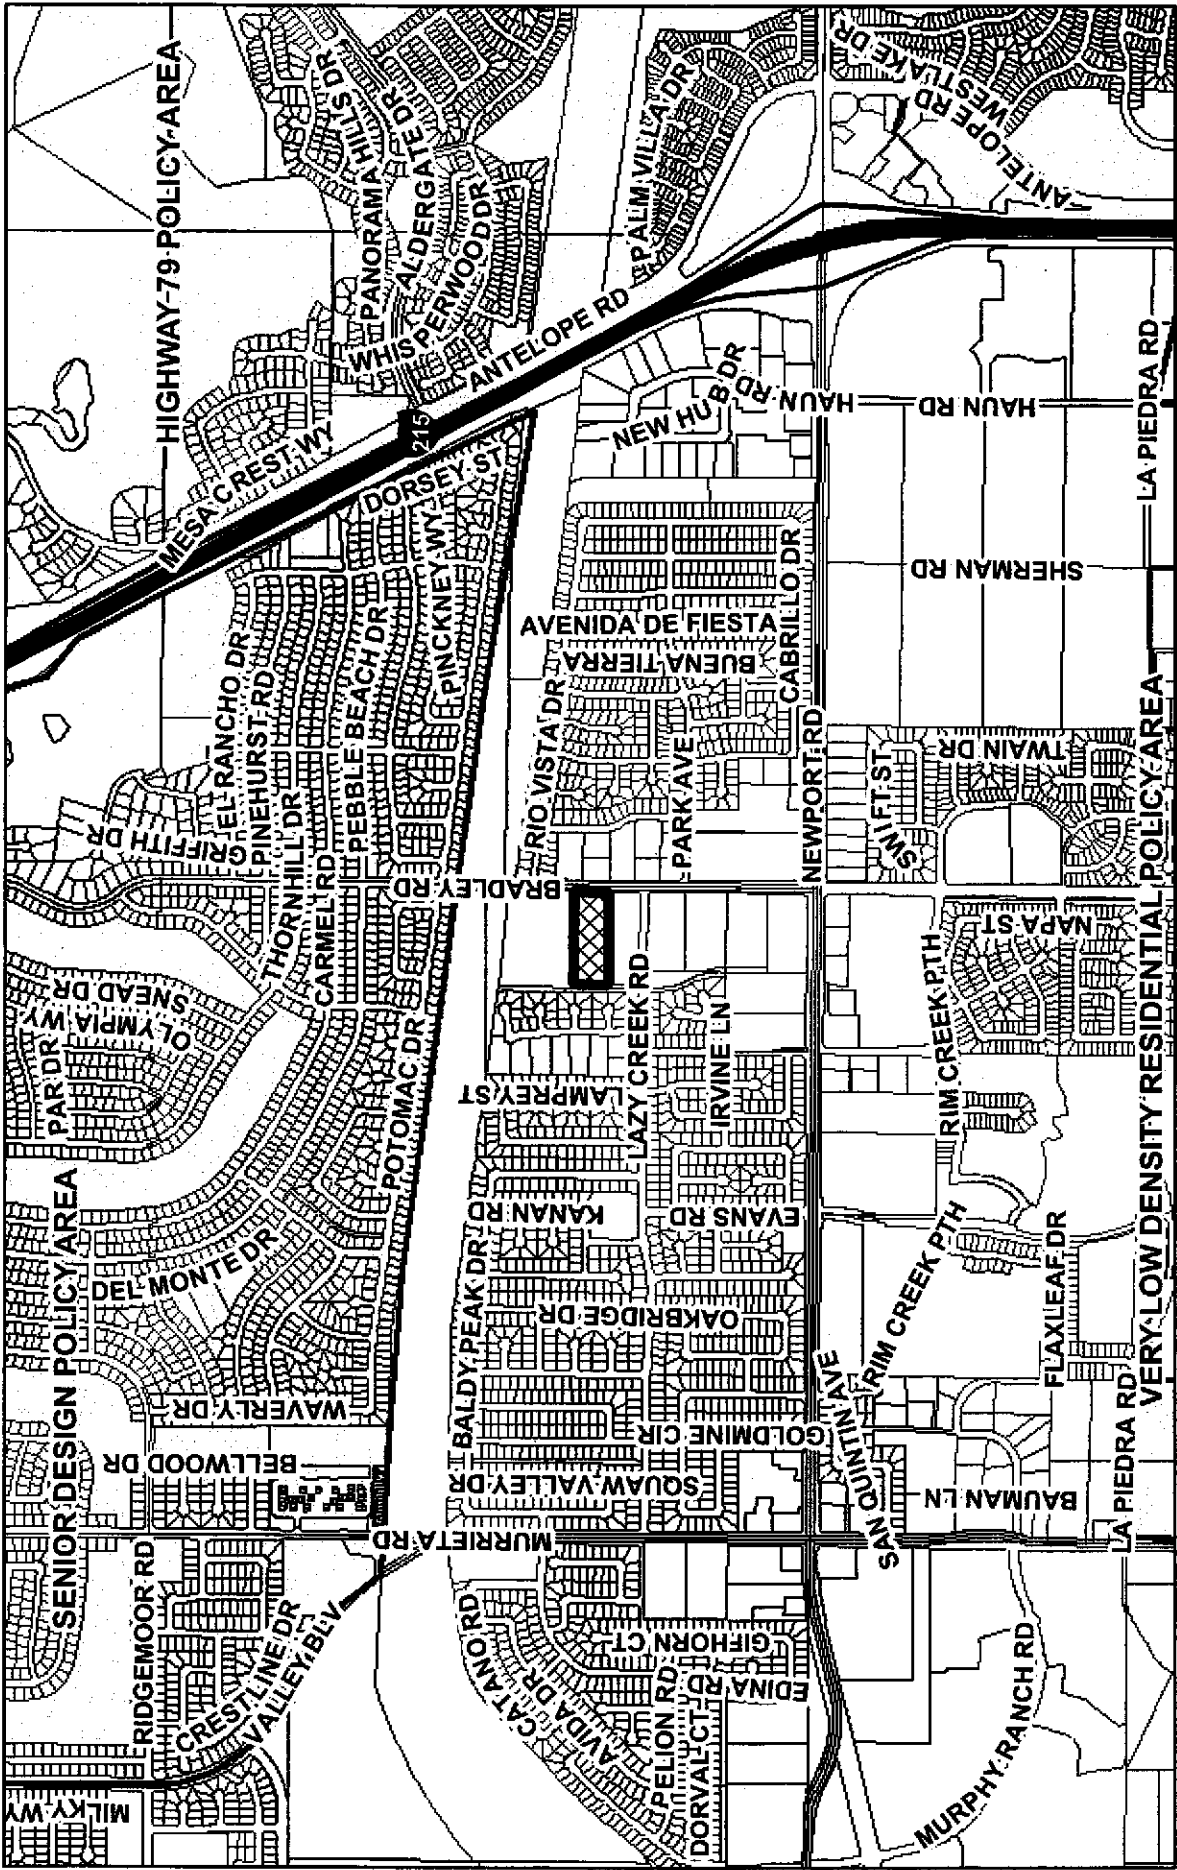 HIGHWAY 79 POLICY AREA
PANORAMA HILLS DR
ALDERGATE DR
WHISPERWOOD DR
MESA CREST WY
ANTELOPE RD
215
DORSEY ST
PINCKNEY WY
PALM VILLA DR
ANTELOPE RD
WESTLAKE DR
NEW HUB DR
HAUN RD
HAUN RD
LA PIEDRA RD
SHERMAN RD
EL RANCHO DR
PINEHURST RD
GRIFFITH DR
THORNHILL DR
CARMEL RD
PEBBLE BEACH DR
AVENIDA DE FIESTA
BUENA TIERRA
CABRILLO DR
RIO VISTA DR
PARK AVE
NEWPORT RD
SWIFT ST
TWAIN DR
BRADLEY RD
NAPA ST
VERY LOW DENSITY RESIDENTIAL POLICY AREA
SNEAD DR
OLYMPIA WY
PAR DR
POTOMAC DR
LAMPREY ST
LAZY CREEK RD
IRVINE LN
RIM CREEK PTH
SENIOR DESIGN POLICY AREA
DEL MONTE DR
KANAN RD
EVANS RD
BALDY PEAK DR
OAKBRIDGE DR
RIM CREEK PTH
FLAXLEAF DR
WAVERLY DR
BELLWOOD DR
GOLDMINE CIR
SQUAW VALLEY DR
SAN QUINTIN AVE
BAUMAN LN
LA PIEDRA RD
MURRIETA RD
RIDGEMOOR RD
CRESTLINE DR
VALLEY BLV
CATANO RD
AVIDA DR
GIFHORN CT
EDINA RD
PELION RD
DORVAL CT
MURPHY RANCH RD
MILKY WY